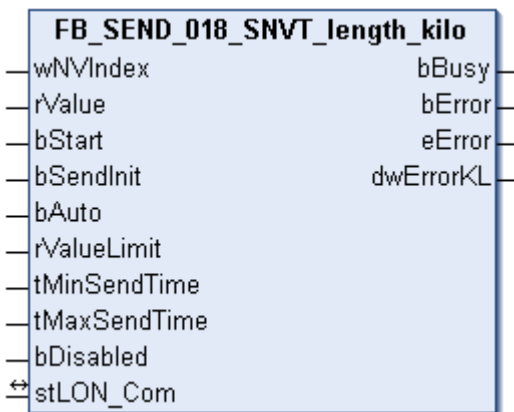 FB_SEND_018_SNVT_length_kilo
wNVIndex bBusy
rValue bError
bStart eError
bSendInit dwErrorKL
bAuto
rValueLimit
tMinSendTime
tMaxSendTime
bDisabled
stLON_Com